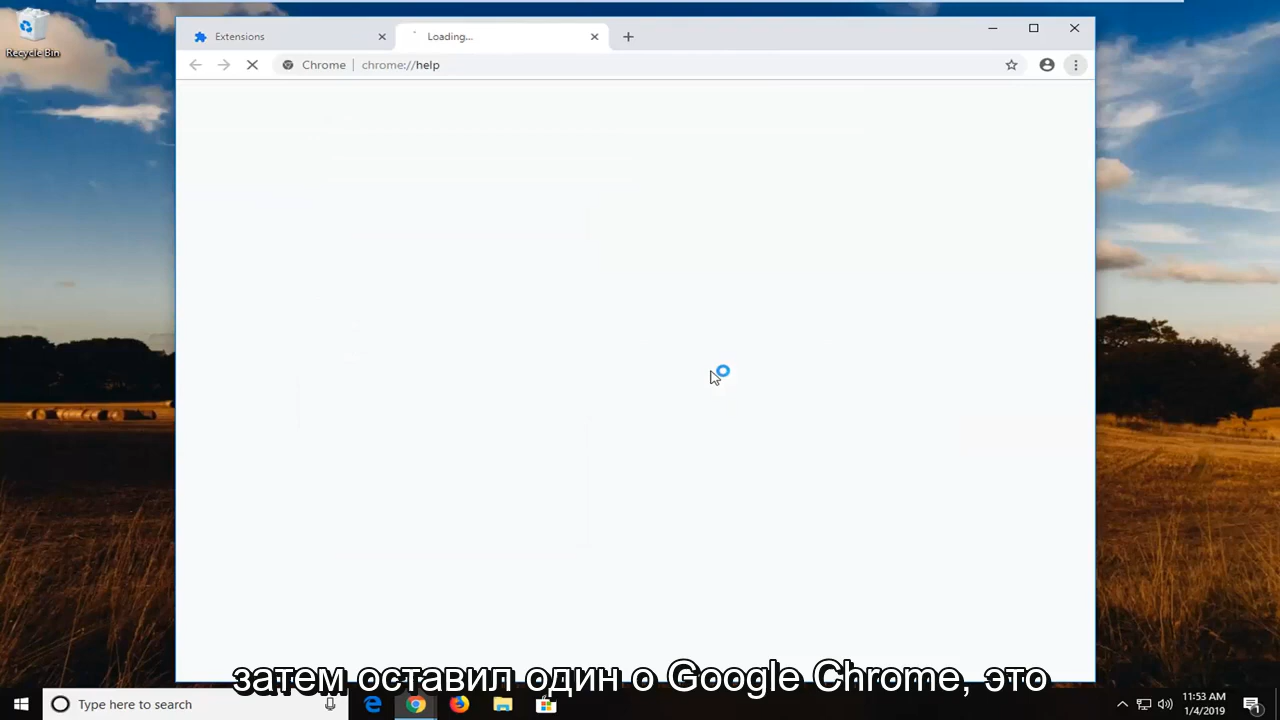 Recycle Bin
Extensions
Loading...
Chrome | chrome://help
затем оставил один о Google Chrome, это
Type here to search
11:53 AM
1/4/2019
1